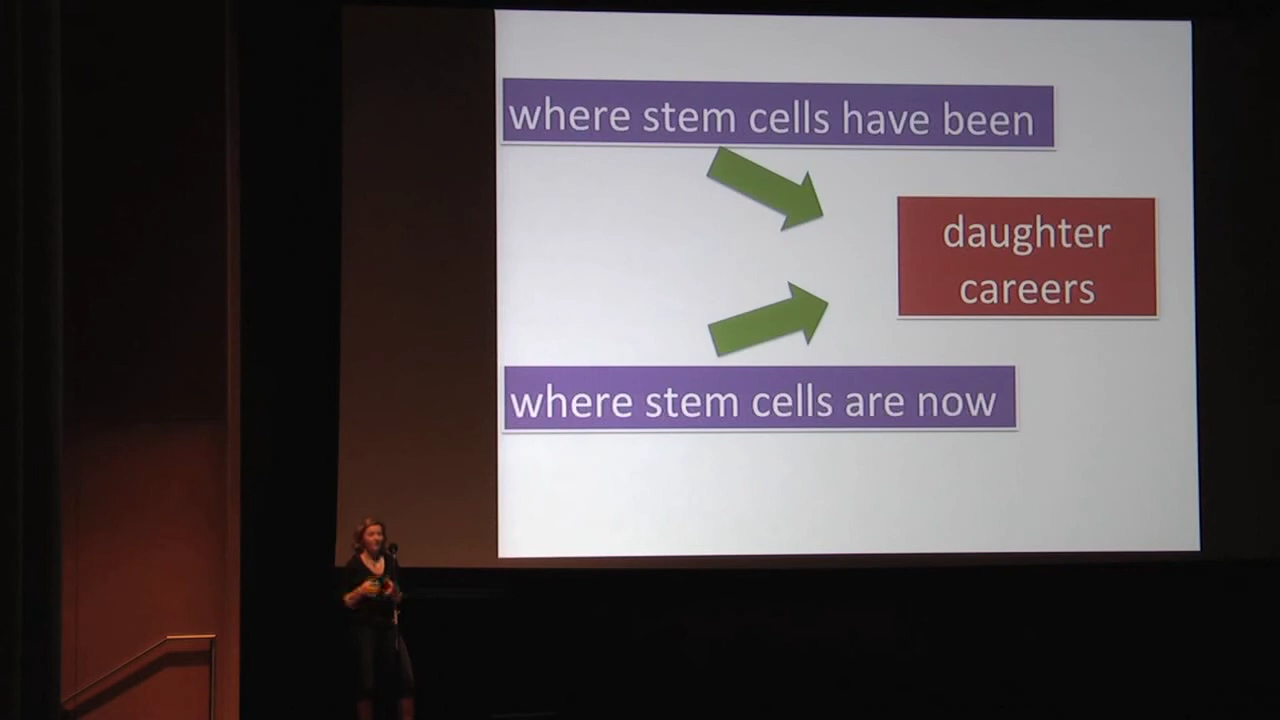 where stem cells have been
daughter
careers
where stem cells are now